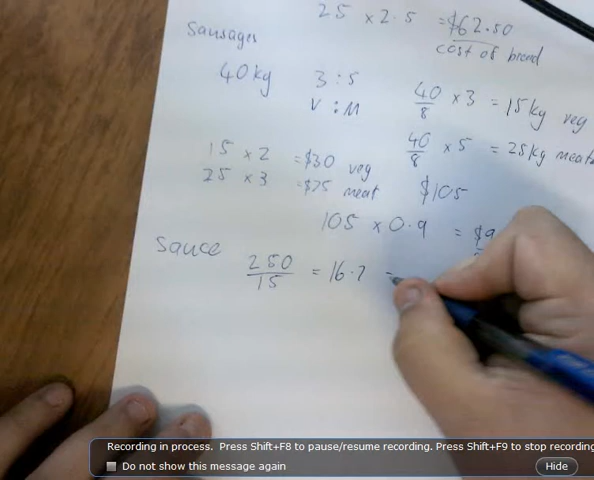 25 x 2.5 = $62.50
cost of bread
Sausages
40kg 3:5
V:M
40/8 x 3 = 15kg veg
40/8 x 5 = 25kg meat
15 x 2 = $30 veg
25 x 3 = $75 meat $105
105 x 0.9 = $9
Sauce
250/15 = 16.7 =
Recording in process. Press Shift+F8 to pause/resume recording. Press Shift+F9 to stop recording
Do not show this message again
Hide